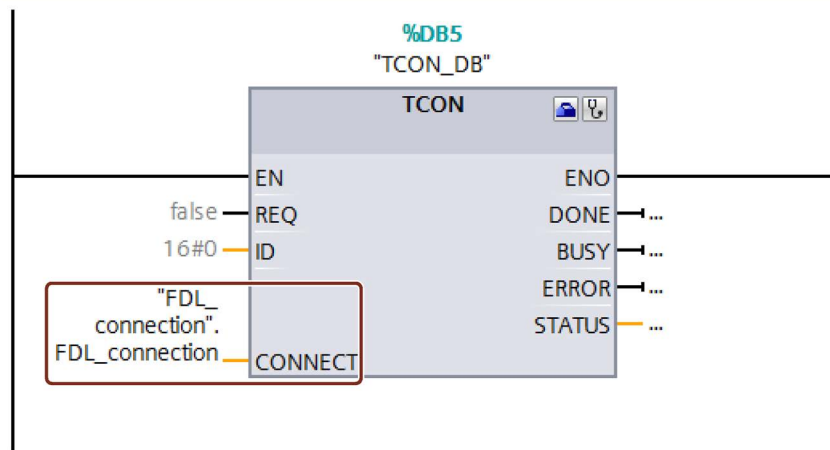 %DB5
"TCON_DB"
TCON
EN ENO
false REQ DONE ...
16#0 ID BUSY ...
"FDL_
connection".
FDL_connection CONNECT
ERROR ...
STATUS ...